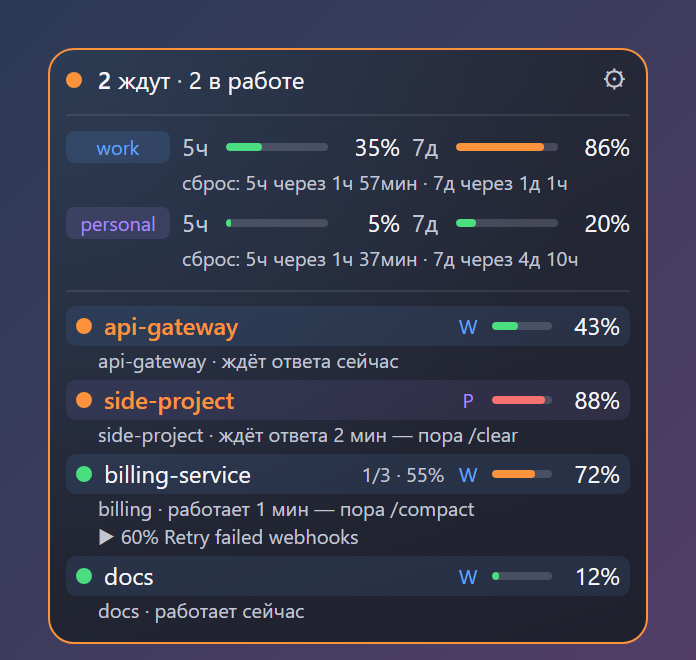 2 ждут · 2 в работе
work 5ч 35% 7д 86%
сброс: 5ч через 1ч 57мин · 7д через 1д 1ч
personal 5ч 5% 7д 20%
сброс: 5ч через 1ч 37мин · 7д через 4д 10ч
api-gateway W 43%
api-gateway · ждёт ответа сейчас
side-project P 88%
side-project · ждёт ответа 2 мин — пора /clear
billing-service 1/3 · 55% W 72%
billing · работает 1 мин — пора /compact
▶ 60% Retry failed webhooks
docs W 12%
docs · работает сейчас